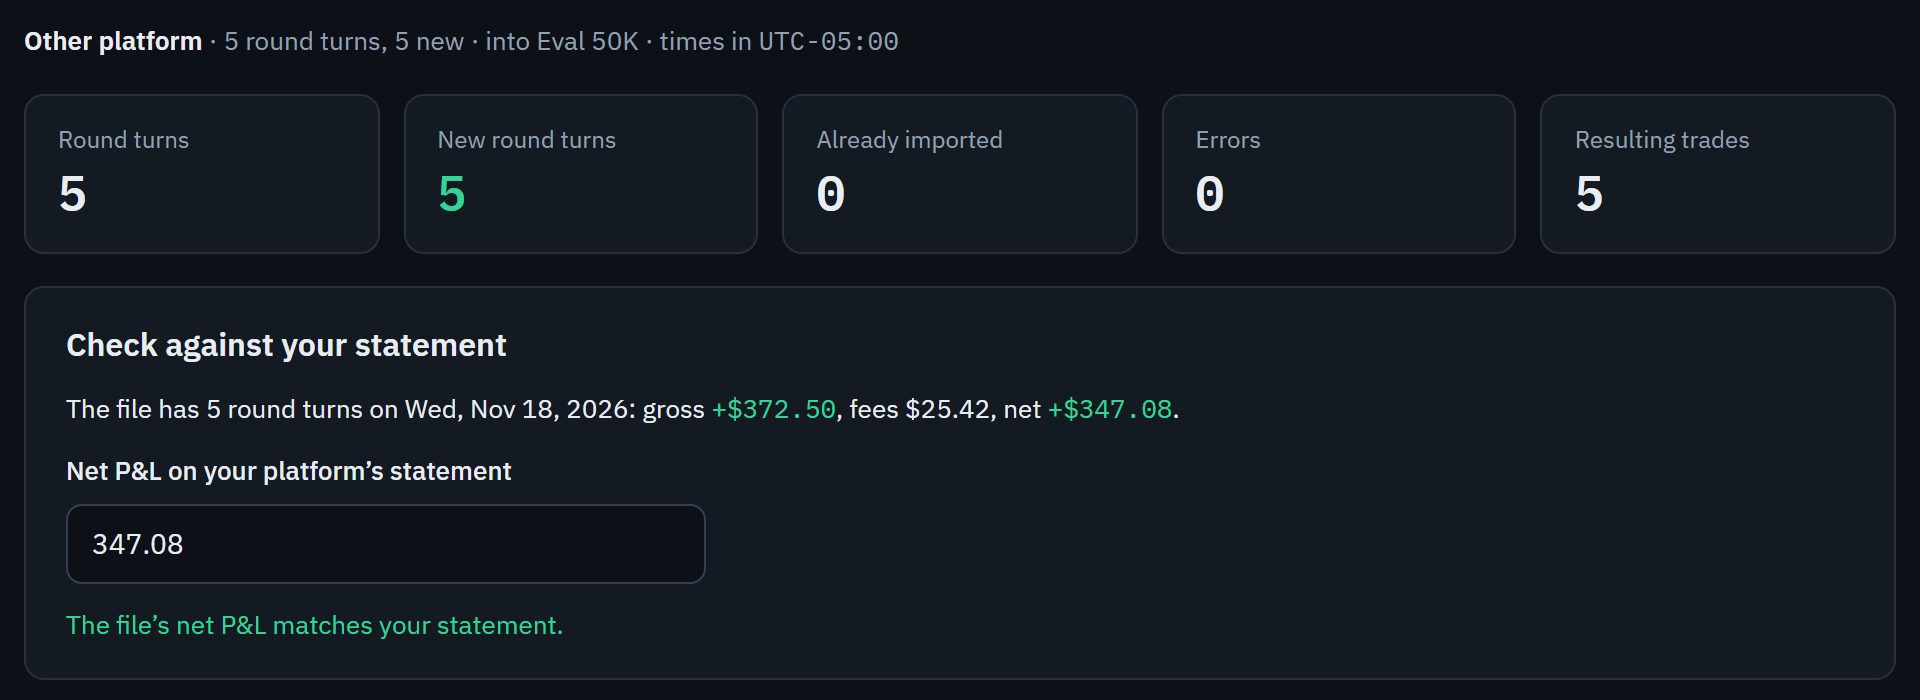 Other platform · 5 round turns, 5 new · into Eval 50K · times in UTC-05:00
Round turns
5
New round turns
5
Already imported
0
Errors
0
Resulting trades
5
Check against your statement
The file has 5 round turns on Wed, Nov 18, 2026: gross +$372.50, fees $25.42, net +$347.08.
Net P&L on your platform’s statement
347.08
The file’s net P&L matches your statement.